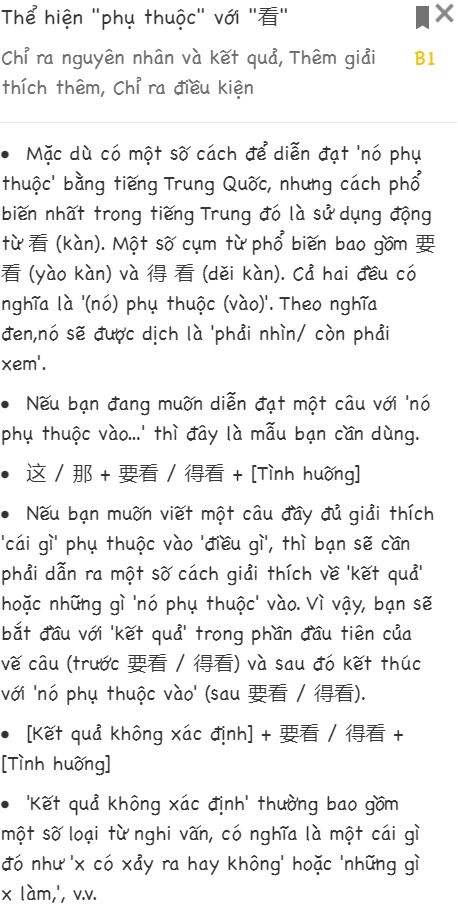 Thể hiện "phụ thuộc" với "看"
Chỉ ra nguyên nhân và kết quả, Thêm giải
thích thêm, Chỉ ra điều kiện
B1
• Mặc dù có một số cách để diễn đạt 'nó phụ
thuộc' bằng tiếng Trung Quốc, nhưng cách phổ
biến nhất trong tiếng Trung đó là sử dụng động
từ 看 (kàn). Một số cụm từ phổ biến bao gồm 要
看 (yào kàn) và 得 看 (děi kàn). Cả hai đều có
nghĩa là '(nó) phụ thuộc (vào)'. Theo nghĩa
đen,nó sẽ được dịch là 'phải nhìn/ còn phải
xem'.
• Nếu bạn đang muốn diễn đạt một câu với 'nó
phụ thuộc vào...' thì đây là mẫu bạn cần dùng.
• 这 / 那 + 要看 / 得看 + [Tình huống]
• Nếu bạn muốn viết một câu đầy đủ giải thích
'cái gì' phụ thuộc vào 'điều gì', thì bạn sẽ cần
phải dẫn ra một số cách giải thích về 'kết quả'
hoặc những gì 'nó phụ thuộc' vào. Vì vậy, bạn sẽ
bắt đầu với 'kết quả' trong phần đầu tiên của
vế câu (trước 要看 / 得看) và sau đó kết thúc
với 'nó phụ thuộc vào' (sau 要看 / 得看).
• [Kết quả không xác định] + 要看 / 得看 +
[Tình huống]
• 'Kết quả không xác định' thường bao gồm
một số loại từ nghi vấn, có nghĩa là một cái gì
đó như 'x có xảy ra hay không' hoặc 'những gì
x làm,', v.v.